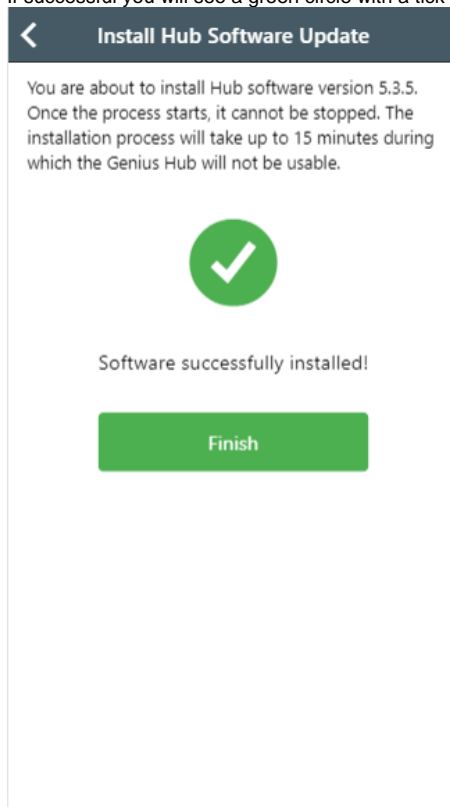 If successful you will see a green circle with a tick
Install Hub Software Update
You are about to install Hub software version 5.3.5.
Once the process starts, it cannot be stopped. The
installation process will take up to 15 minutes during
which the Genius Hub will not be usable.
Software successfully installed!
Finish